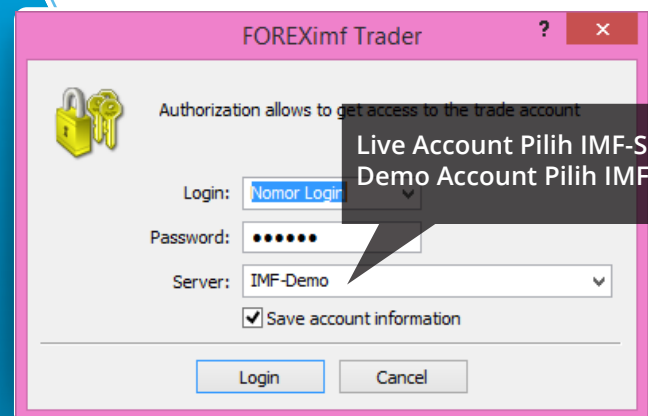 FOREXimf Trader ? ×
Authorization allows to get access to the trade account
Live Account Pilih IMF-S
Demo Account Pilih IMF
Login: Nomor Login
Password: ●●●●●●
Server: IMF-Demo
Save account information
Login Cancel